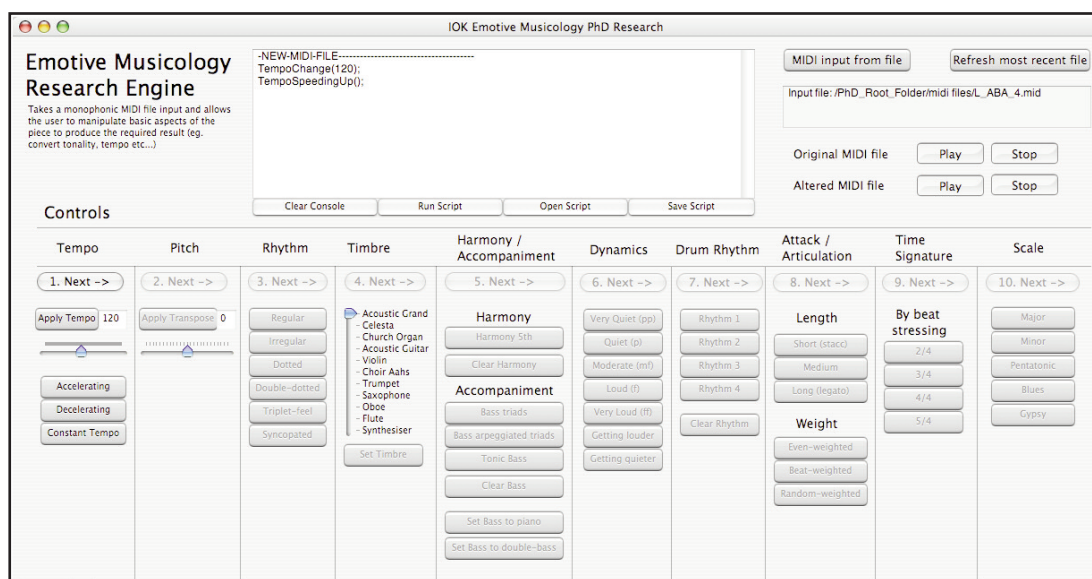 IOK Emotive Musicology PhD Research
Emotive Musicology
Research Engine
Takes a monophonic MIDI file input and allows
the user to manipulate basic aspects of the
piece to produce the required result (eg.
convert tonality, tempo etc...)
-NEW-MIDI-FILE--------------------------------------
TempoChange(120);
TempoSpeedingUp();
Clear Console
Run Script
Open Script
Save Script
MIDI input from file
Refresh most recent file
Input file: /PhD_Root_Folder/midi files/L_ABA_4.mid
Original MIDI file
Play
Stop
Altered MIDI file
Play
Stop
Controls
Tempo
1. Next ->
Apply Tempo
120
Accelerating
Decelerating
Constant Tempo
Pitch
2. Next ->
Apply Transpose
0
Rhythm
3. Next ->
Regular
Irregular
Dotted
Double-dotted
Triplet-feel
Syncopated
Timbre
4. Next ->
Acoustic Grand
- Celesta
- Church Organ
- Acoustic Guitar
- Violin
- Choir Aahs
- Trumpet
- Saxophone
- Oboe
- Flute
- Synthesiser
Set Timbre
Harmony /
Accompaniment
5. Next ->
Harmony
Harmony 5th
Clear Harmony
Accompaniment
Bass triads
Bass arpeggiated triads
Tonic Bass
Clear Bass
Set Bass to piano
Set Bass to double-bass
Dynamics
6. Next ->
Very Quiet (pp)
Quiet (p)
Moderate (mf)
Loud (f)
Very Loud (ff)
Getting louder
Getting quieter
Drum Rhythm
7. Next ->
Rhythm 1
Rhythm 2
Rhythm 3
Rhythm 4
Clear Rhythm
Attack /
Articulation
8. Next ->
Length
Short (stacc)
Medium
Long (legato)
Weight
Even-weighted
Beat-weighted
Random-weighted
Time
Signature
9. Next ->
By beat
stressing
2/4
3/4
4/4
5/4
Scale
10. Next ->
Major
Minor
Pentatonic
Blues
Gypsy